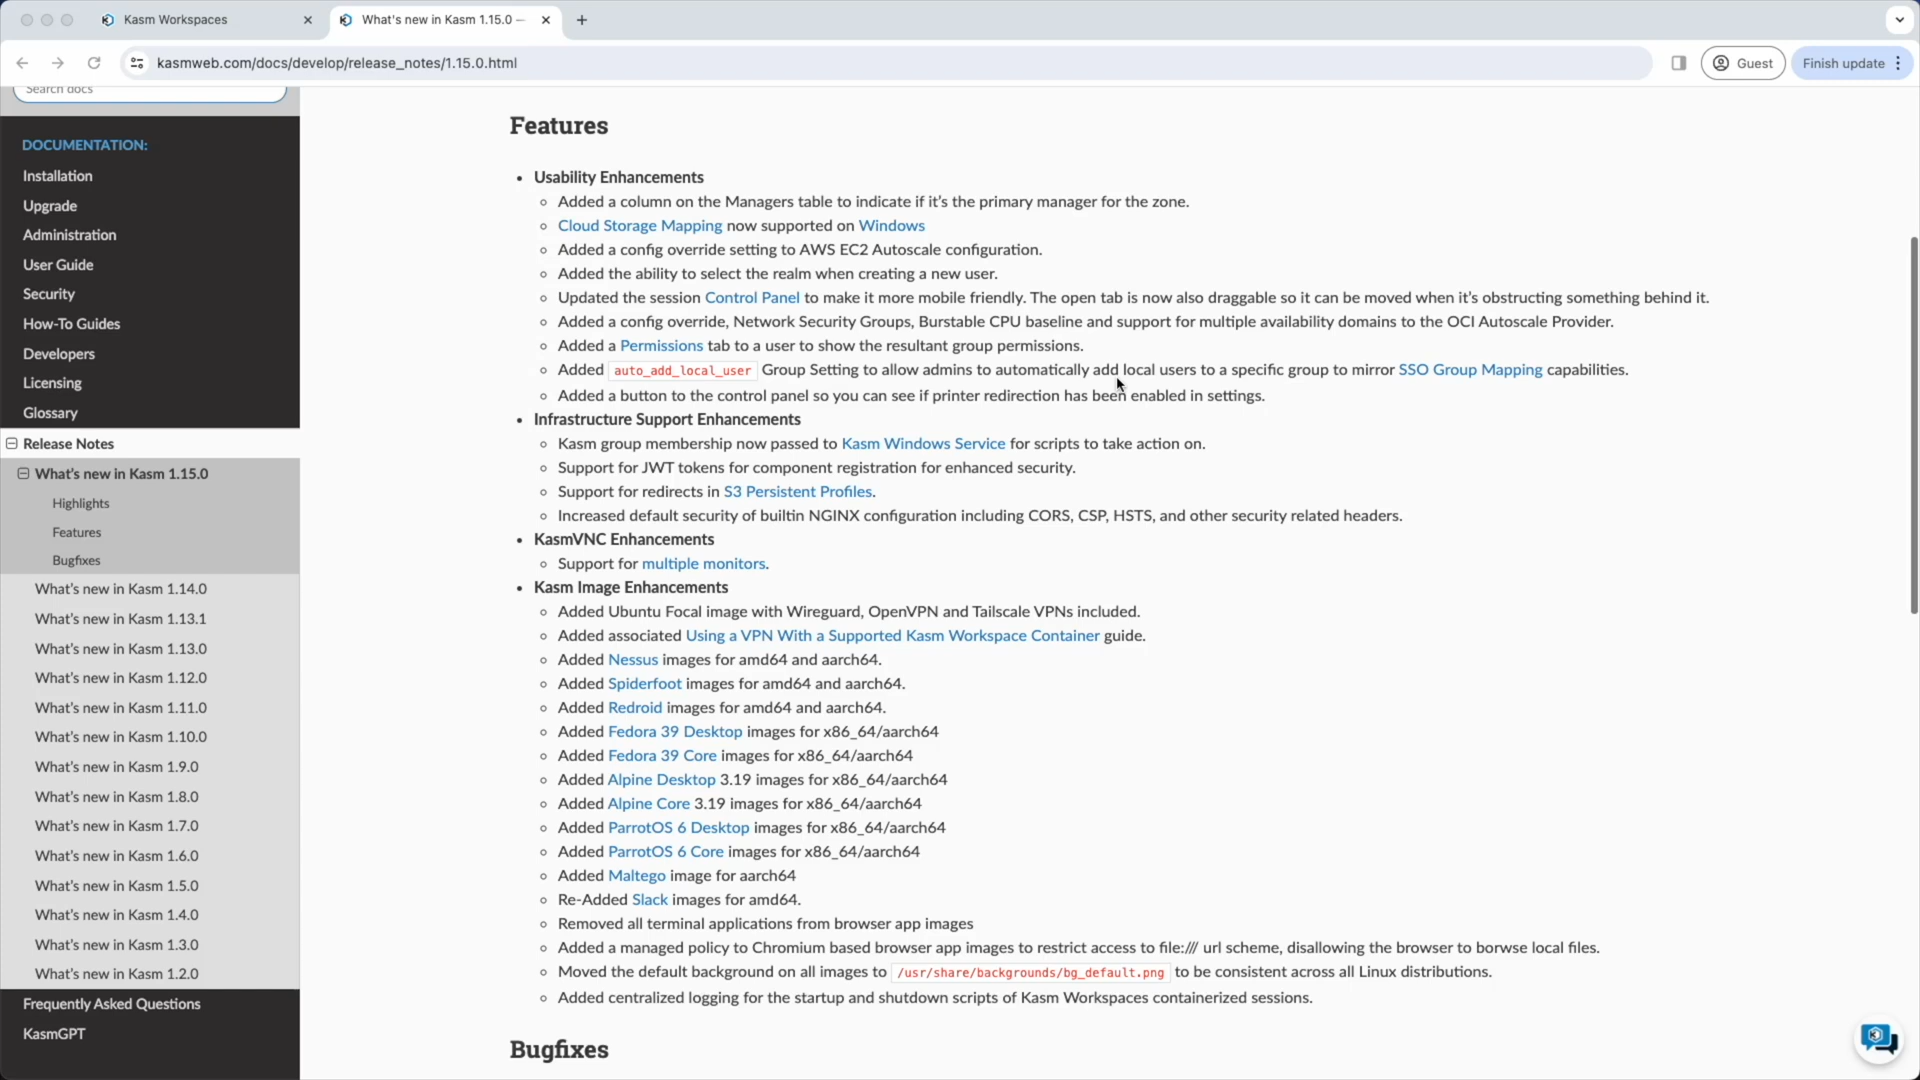 Kasm Workspaces
What's new in Kasm 1.15.0 —
kasmweb.com/docs/develop/release_notes/1.15.0.html
Guest
Finish update
Search docs
DOCUMENTATION:
Installation
Upgrade
Administration
User Guide
Security
How-To Guides
Developers
Licensing
Glossary
Release Notes
What's new in Kasm 1.15.0
Highlights
Features
Bugfixes
What's new in Kasm 1.14.0
What's new in Kasm 1.13.1
What's new in Kasm 1.13.0
What's new in Kasm 1.12.0
What's new in Kasm 1.11.0
What's new in Kasm 1.10.0
What's new in Kasm 1.9.0
What's new in Kasm 1.8.0
What's new in Kasm 1.7.0
What's new in Kasm 1.6.0
What's new in Kasm 1.5.0
What's new in Kasm 1.4.0
What's new in Kasm 1.3.0
What's new in Kasm 1.2.0
Frequently Asked Questions
KasmGPT
Features
Usability Enhancements
Added a column on the Managers table to indicate if it's the primary manager for the zone.
Cloud Storage Mapping now supported on Windows
Added a config override setting to AWS EC2 Autoscale configuration.
Added the ability to select the realm when creating a new user.
Updated the session Control Panel to make it more mobile friendly. The open tab is now also draggable so it can be moved when it's obstructing something behind it.
Added a config override, Network Security Groups, Burstable CPU baseline and support for multiple availability domains to the OCI Autoscale Provider.
Added a Permissions tab to a user to show the resultant group permissions.
Added auto_add_local_user Group Setting to allow admins to automatically add local users to a specific group to mirror SSO Group Mapping capabilities.
Added a button to the control panel so you can see if printer redirection has been enabled in settings.
Infrastructure Support Enhancements
Kasm group membership now passed to Kasm Windows Service for scripts to take action on.
Support for JWT tokens for component registration for enhanced security.
Support for redirects in S3 Persistent Profiles.
Increased default security of builtin NGINX configuration including CORS, CSP, HSTS, and other security related headers.
KasmVNC Enhancements
Support for multiple monitors.
Kasm Image Enhancements
Added Ubuntu Focal image with Wireguard, OpenVPN and Tailscale VPNs included.
Added associated Using a VPN With a Supported Kasm Workspace Container guide.
Added Nessus images for amd64 and aarch64.
Added Spiderfoot images for amd64 and aarch64.
Added Redroid images for amd64 and aarch64.
Added Fedora 39 Desktop images for x86_64/aarch64
Added Fedora 39 Core images for x86_64/aarch64
Added Alpine Desktop 3.19 images for x86_64/aarch64
Added Alpine Core 3.19 images for x86_64/aarch64
Added ParrotOS 6 Desktop images for x86_64/aarch64
Added ParrotOS 6 Core images for x86_64/aarch64
Added Maltego image for aarch64
Re-Added Slack images for amd64.
Removed all terminal applications from browser app images
Added a managed policy to Chromium based browser app images to restrict access to file:/// url scheme, disallowing the browser to borwse local files.
Moved the default background on all images to /usr/share/backgrounds/bg_default.png to be consistent across all Linux distributions.
Added centralized logging for the startup and shutdown scripts of Kasm Workspaces containerized sessions.
Bugfixes